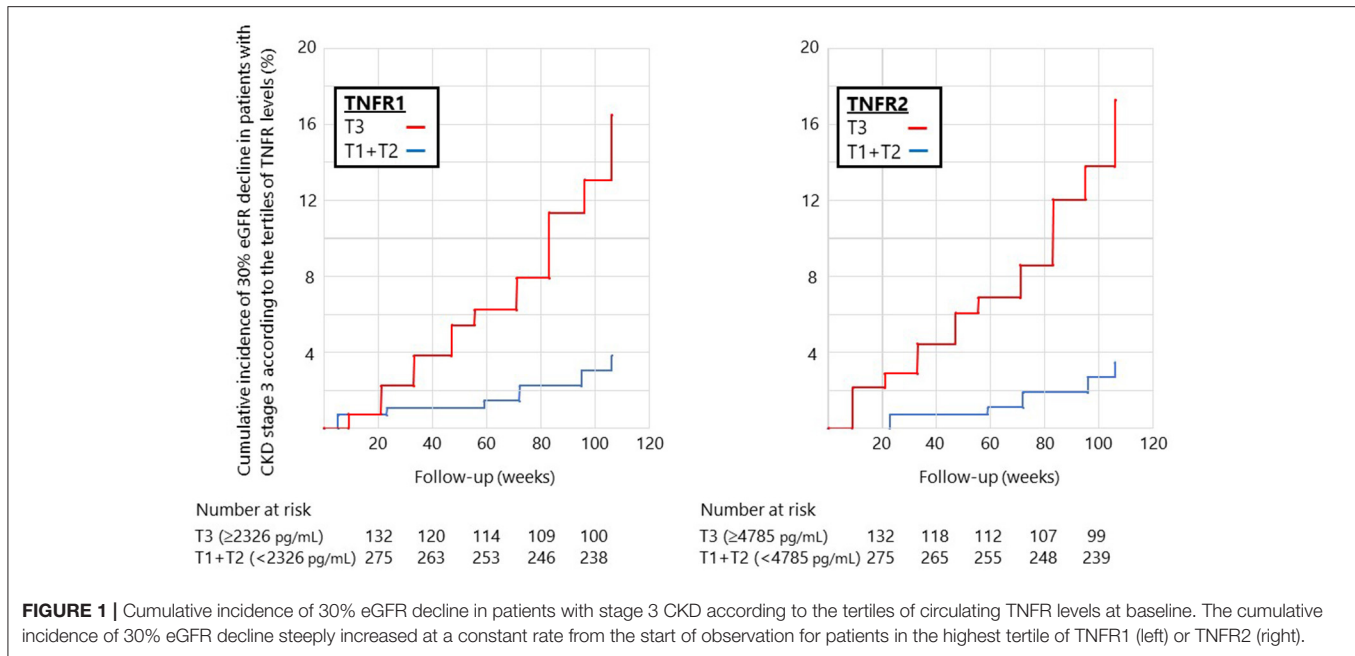 Cumulative incidence of 30% eGFR decline in patients with
CKD stage 3 according to the tertiles of TNFR levels (%)
20
16
12
8
4
TNFR1
T3
T1+T2
20 40 60 80 100 120
Follow-up (weeks)
Number at risk
T3 (≥2326 pg/mL) 132 120 114 109 100
T1+T2 (<2326 pg/mL) 275 263 253 246 238
20
16
12
8
4
TNFR2
T3
T1+T2
20 40 60 80 100 120
Follow-up (weeks)
Number at risk
T3 (≥4785 pg/mL) 132 118 112 107 99
T1+T2 (<4785 pg/mL) 275 265 255 248 239
FIGURE 1 | Cumulative incidence of 30% eGFR decline in patients with stage 3 CKD according to the tertiles of circulating TNFR levels at baseline. The cumulative
incidence of 30% eGFR decline steeply increased at a constant rate from the start of observation for patients in the highest tertile of TNFR1 (left) or TNFR2 (right).